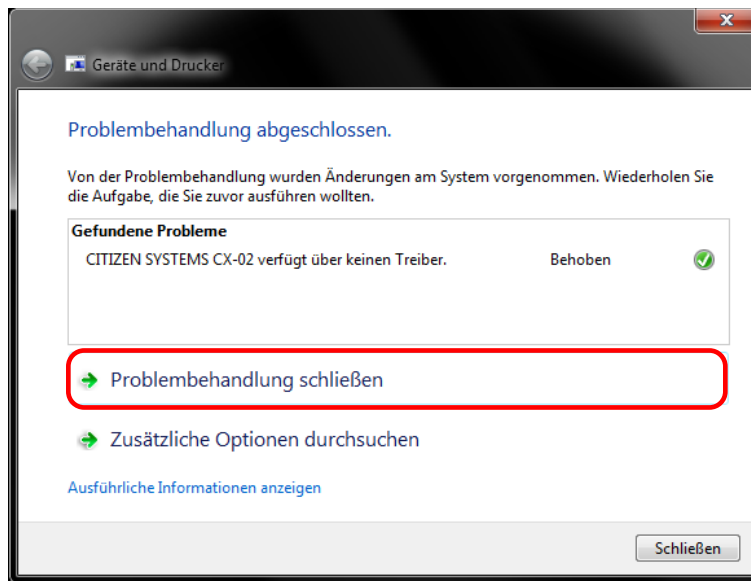 Geräte und Drucker
Problembehandlung abgeschlossen.
Von der Problembehandlung wurden Änderungen am System vorgenommen. Wiederholen Sie
die Aufgabe, die Sie zuvor ausführen wollten.
Gefundene Probleme
CITIZEN SYSTEMS CX-02 verfügt über keinen Treiber. Behoben
Problembehandlung schließen
Zusätzliche Optionen durchsuchen
Ausführliche Informationen anzeigen
Schließen